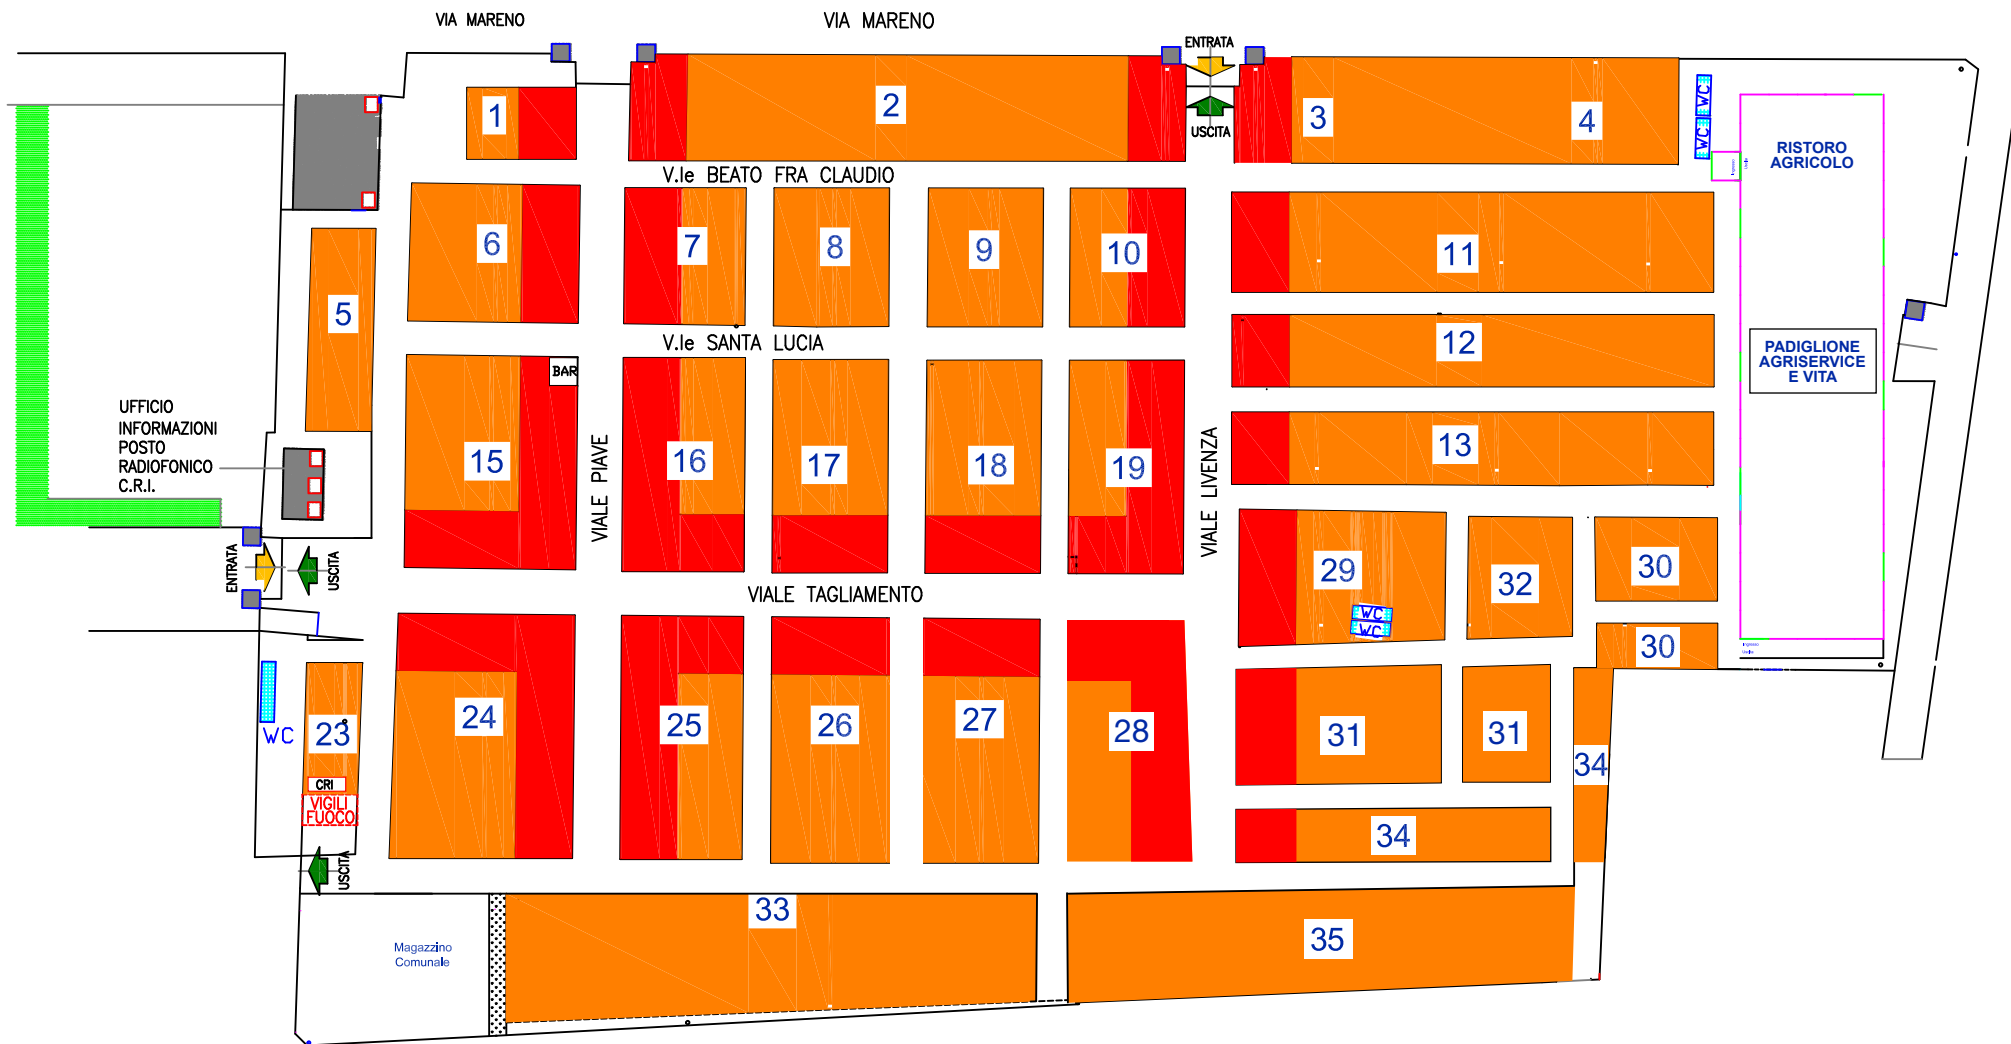 VIA MARENO
VIA MARENO
ENTRATA
USCITA
1
2
3
4
WC
WC
RISTORO
AGRICOLO
Ingresso
Uscita
V.le BEATO FRA CLAUDIO
5
6
7
8
9
10
11
V.le SANTA LUCIA
12
PADIGLIONE
AGRISERVICE
E VITA
BAR
UFFICIO
INFORMAZIONI
POSTO
RADIOFONICO
C.R.I.
15
VIALE PIAVE
16
17
18
19
VIALE LIVENZA
13
ENTRATA
USCITA
VIALE TAGLIAMENTO
29
WC
WC
32
30
30
Ingresso
Uscita
WC
23
CRI
VIGILI
FUOCO
USCITA
24
25
26
27
28
31
31
34
34
33
35
Magazzino
Comunale